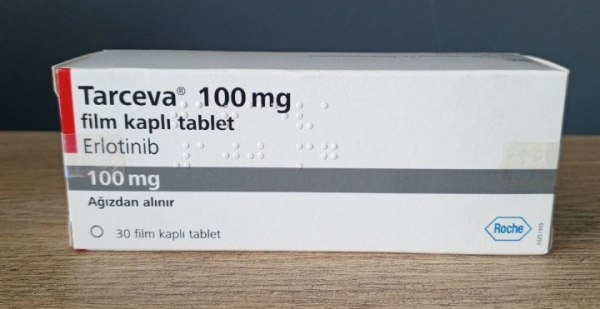 Tarceva® 100 mg
film kaplı tablet
Erlotinib
100 mg
Ağızdan alınır
30 film kaplı tablet
Roche